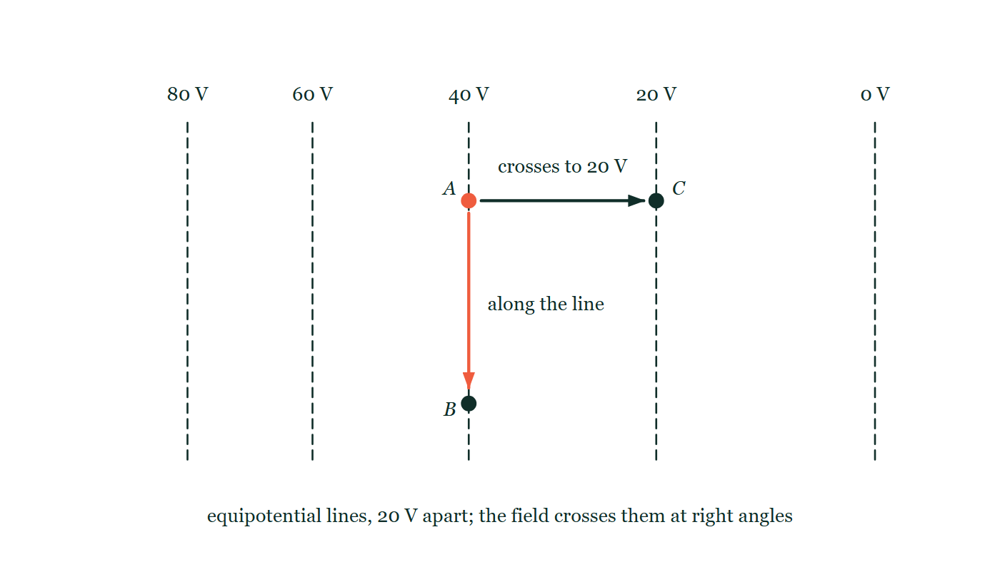 80 V 60 V 40 V 20 V 0 V
crosses to 20 V
A C
along the line
B
equipotential lines, 20 V apart; the field crosses them at right angles